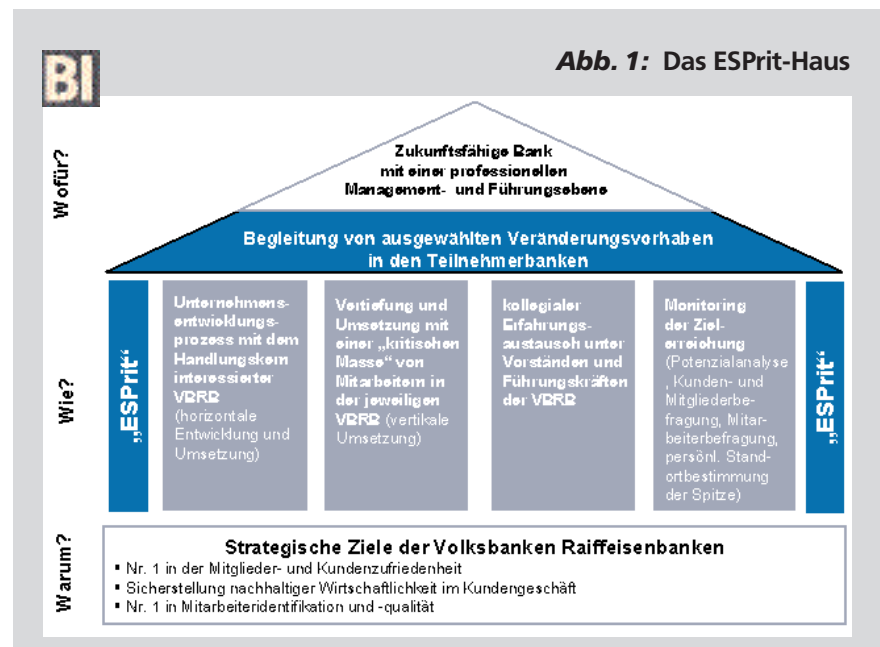 BI
Abb. 1: Das ESPrit-Haus
Wofür?
Zukunftsfähige Bank
mit einer professionellen
Management- und Führungsebene
Begleitung von ausgewählten Veränderungsvorhaben
in den Teilnehmerbanken
Wie?
„ESPrit“
Unternehmens-
entwicklungs-
prozess mit dem
Handlungskern
interessierter
VBRB
(horizontale
Entwicklung und
Umsetzung)
Vertiefung und
Umsetzung mit
einer „kritischen
Masse“ von
Mitarbeitern in
der jeweiligen
VBRB (vertikale
Umsetzung)
kollegialer
Erfahrungs-
austausch unter
Vorständen und
Führungskräften
der VBRB
Monitoring
der Ziel-
erreichung
(Potenzialanalyse
, Kunden- und
Mitgliederbe-
fragung, Mitar-
beiterbefragung,
persönl. Stand-
ortbestimmung
der Spitze)
„ESPrit“
Warum?
Strategische Ziele der Volksbanken Raiffeisenbanken
▪ Nr. 1 in der Mitglieder- und Kundenzufriedenheit
▪ Sicherstellung nachhaltiger Wirtschaftlichkeit im Kundengeschäft
▪ Nr. 1 in Mitarbeiteridentifikation und -qualität